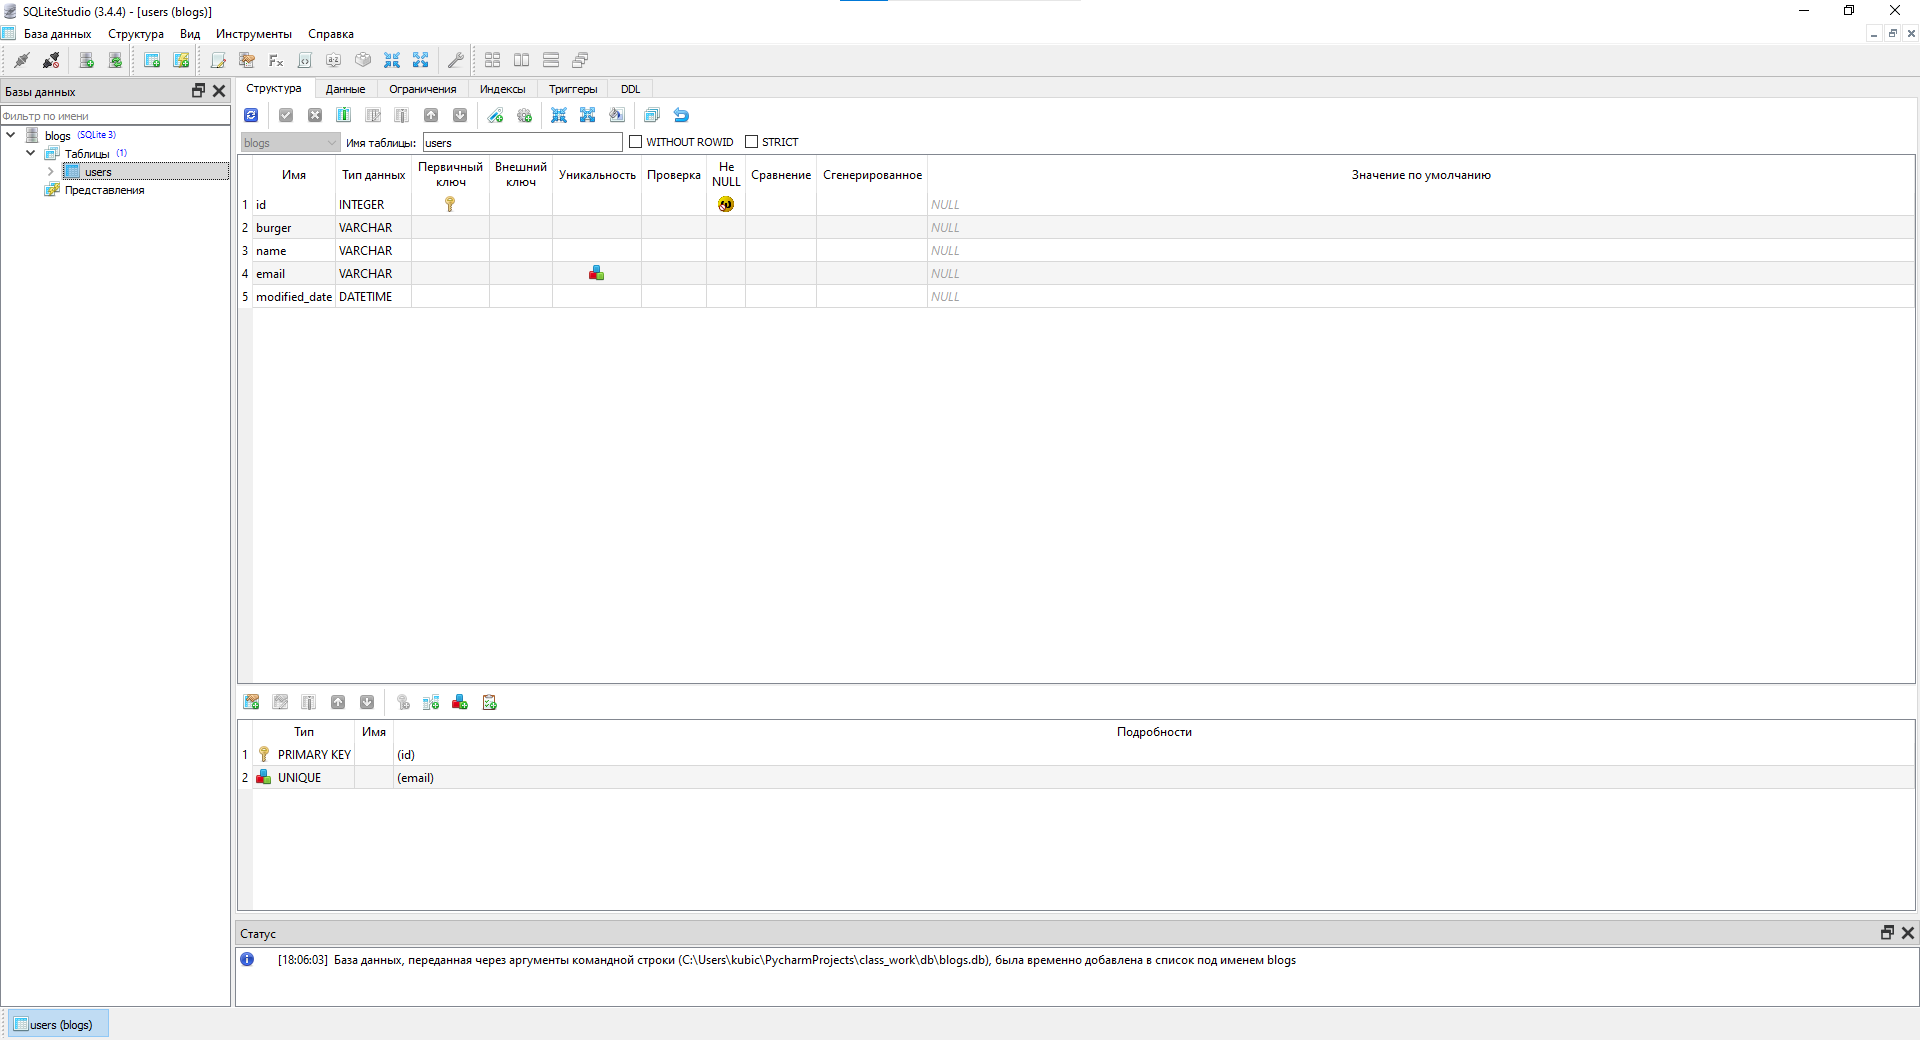 SQLiteStudio (3.4.4) - [users (blogs)]
База данных Структура Вид Инструменты Справка
Базы данных
Фильтр по имени
blogs (SQLite 3)
Таблицы (1)
users
Представления
Структура Данные Ограничения Индексы Триггеры DDL
blogs Имя таблицы: users WITHOUT ROWID STRICT
Имя Тип данных Первичный ключ Внешний ключ Уникальность Проверка Не NULL Сравнение Сгенерированное Значение по умолчанию
1 id INTEGER NULL
2 burger VARCHAR NULL
3 name VARCHAR NULL
4 email VARCHAR NULL
5 modified_date DATETIME NULL
Тип Имя Подробности
1 PRIMARY KEY (id)
2 UNIQUE (email)
Статус
[18:06:03] База данных, переданная через аргументы командной строки (C:\Users\kubic\PycharmProjects\class_work\db\blogs.db), была временно добавлена в список под именем blogs
users (blogs)